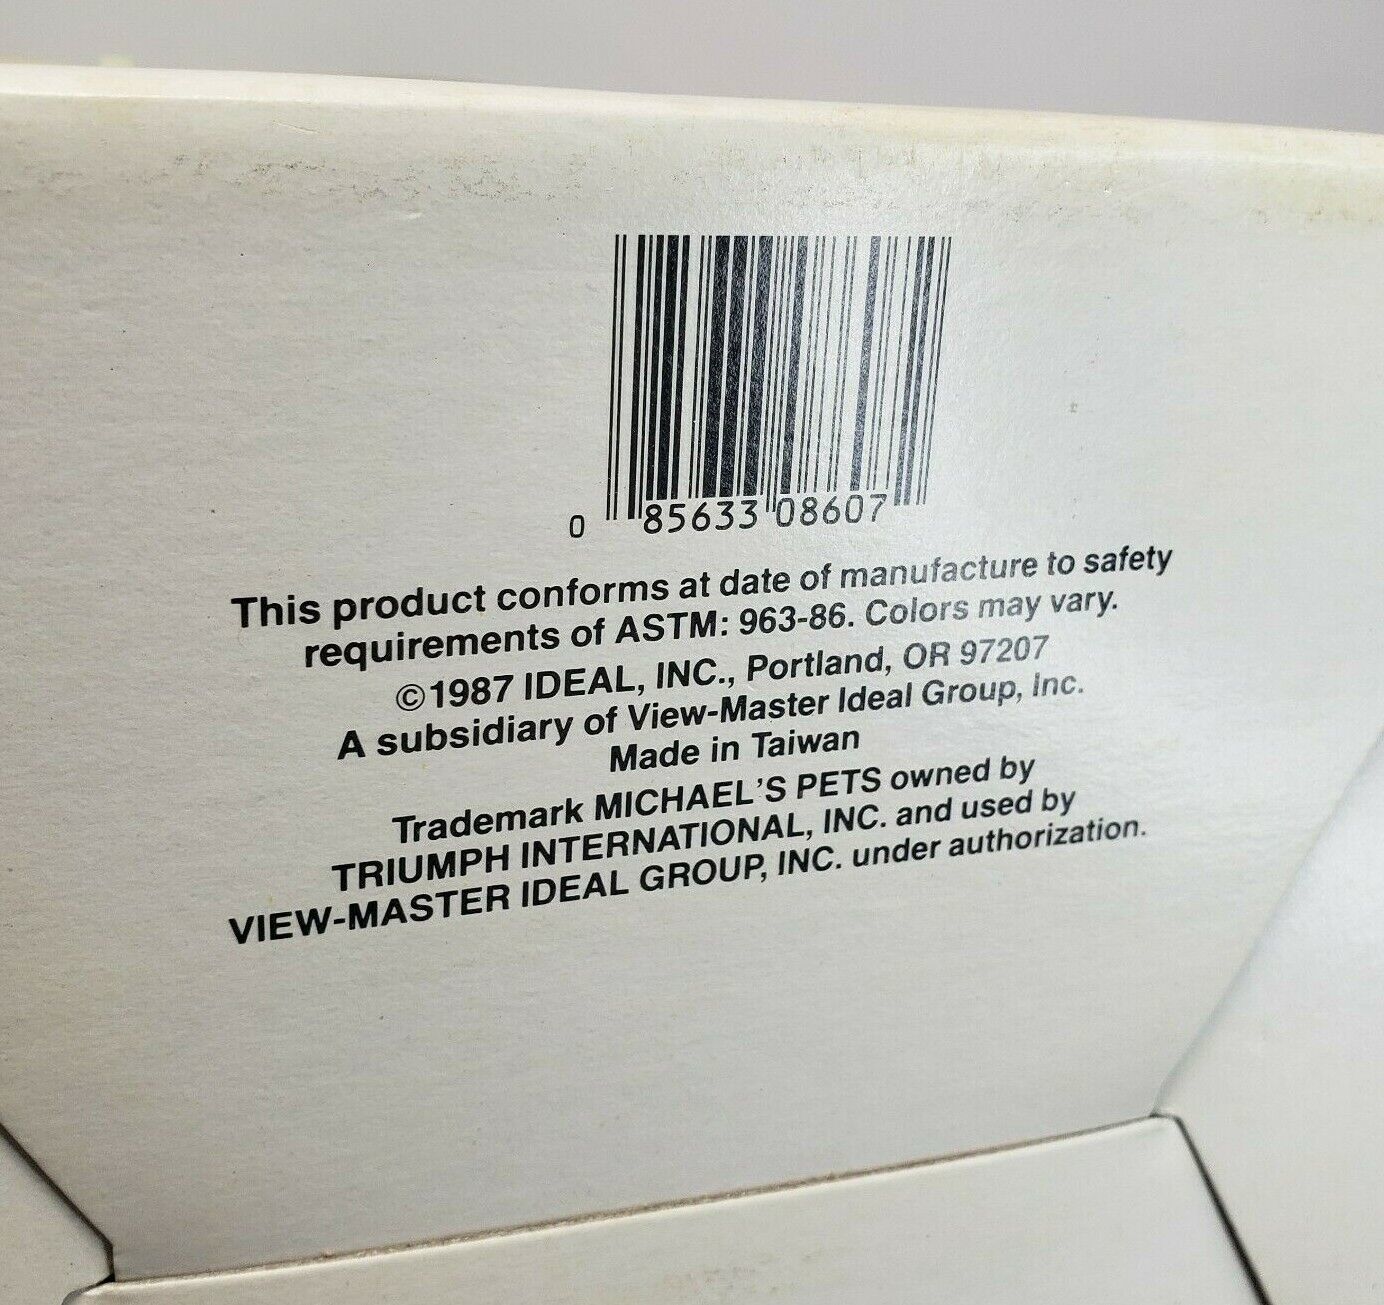 0 85633 08607
This product conforms at date of manufacture to safety
requirements of ASTM: 963-86. Colors may vary.
©1987 IDEAL, INC., Portland, OR 97207
A subsidiary of View-Master Ideal Group, Inc.
Made in Taiwan
Trademark MICHAEL'S PETS owned by
TRIUMPH INTERNATIONAL, INC. and used by
VIEW-MASTER IDEAL GROUP, INC. under authorization.